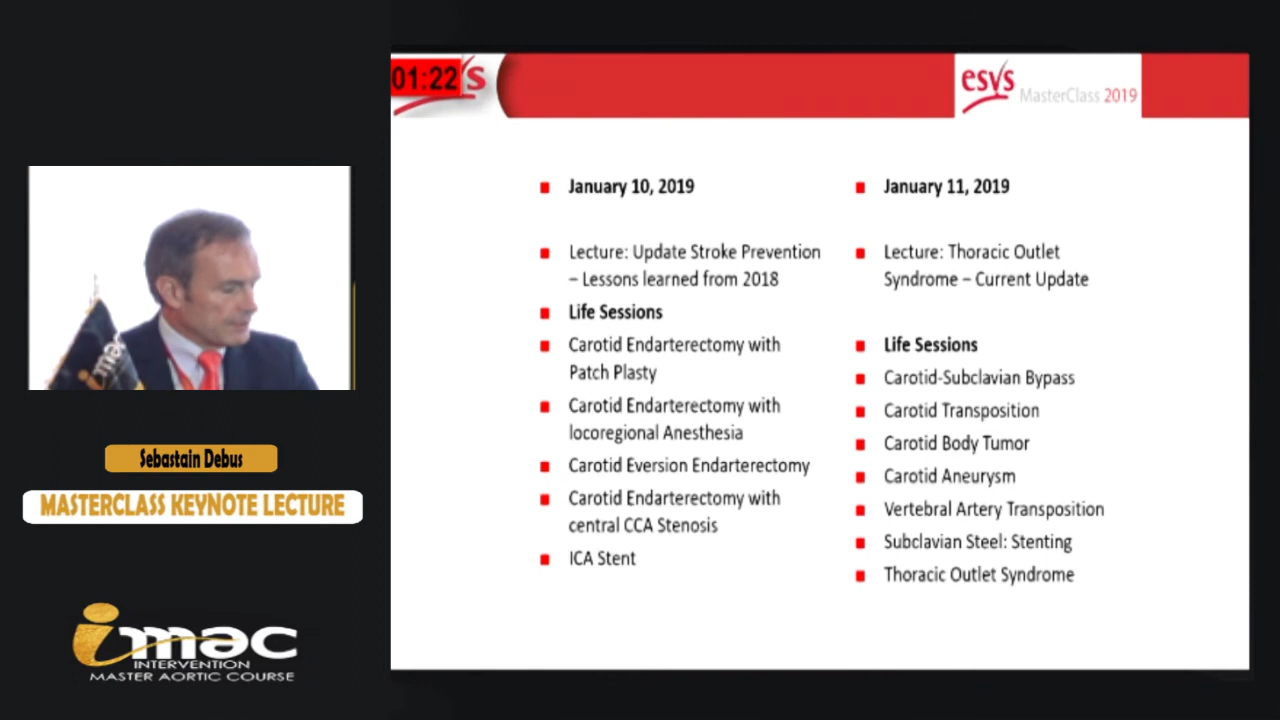 01:22
s
esvs
MasterClass 2019
January 10, 2019
Lecture: Update Stroke Prevention
– Lessons learned from 2018
Life Sessions
Carotid Endarterectomy with
Patch Plasty
Carotid Endarterectomy with
locoregional Anesthesia
Carotid Eversion Endarterectomy
Carotid Endarterectomy with
central CCA Stenosis
ICA Stent
January 11, 2019
Lecture: Thoracic Outlet
Syndrome – Current Update
Life Sessions
Carotid-Subclavian Bypass
Carotid Transposition
Carotid Body Tumor
Carotid Aneurysm
Vertebral Artery Transposition
Subclavian Steel: Stenting
Thoracic Outlet Syndrome
imac
Sebastain Debus
MASTERCLASS KEYNOTE LECTURE
imac
INTERVENTION
MASTER AORTIC COURSE